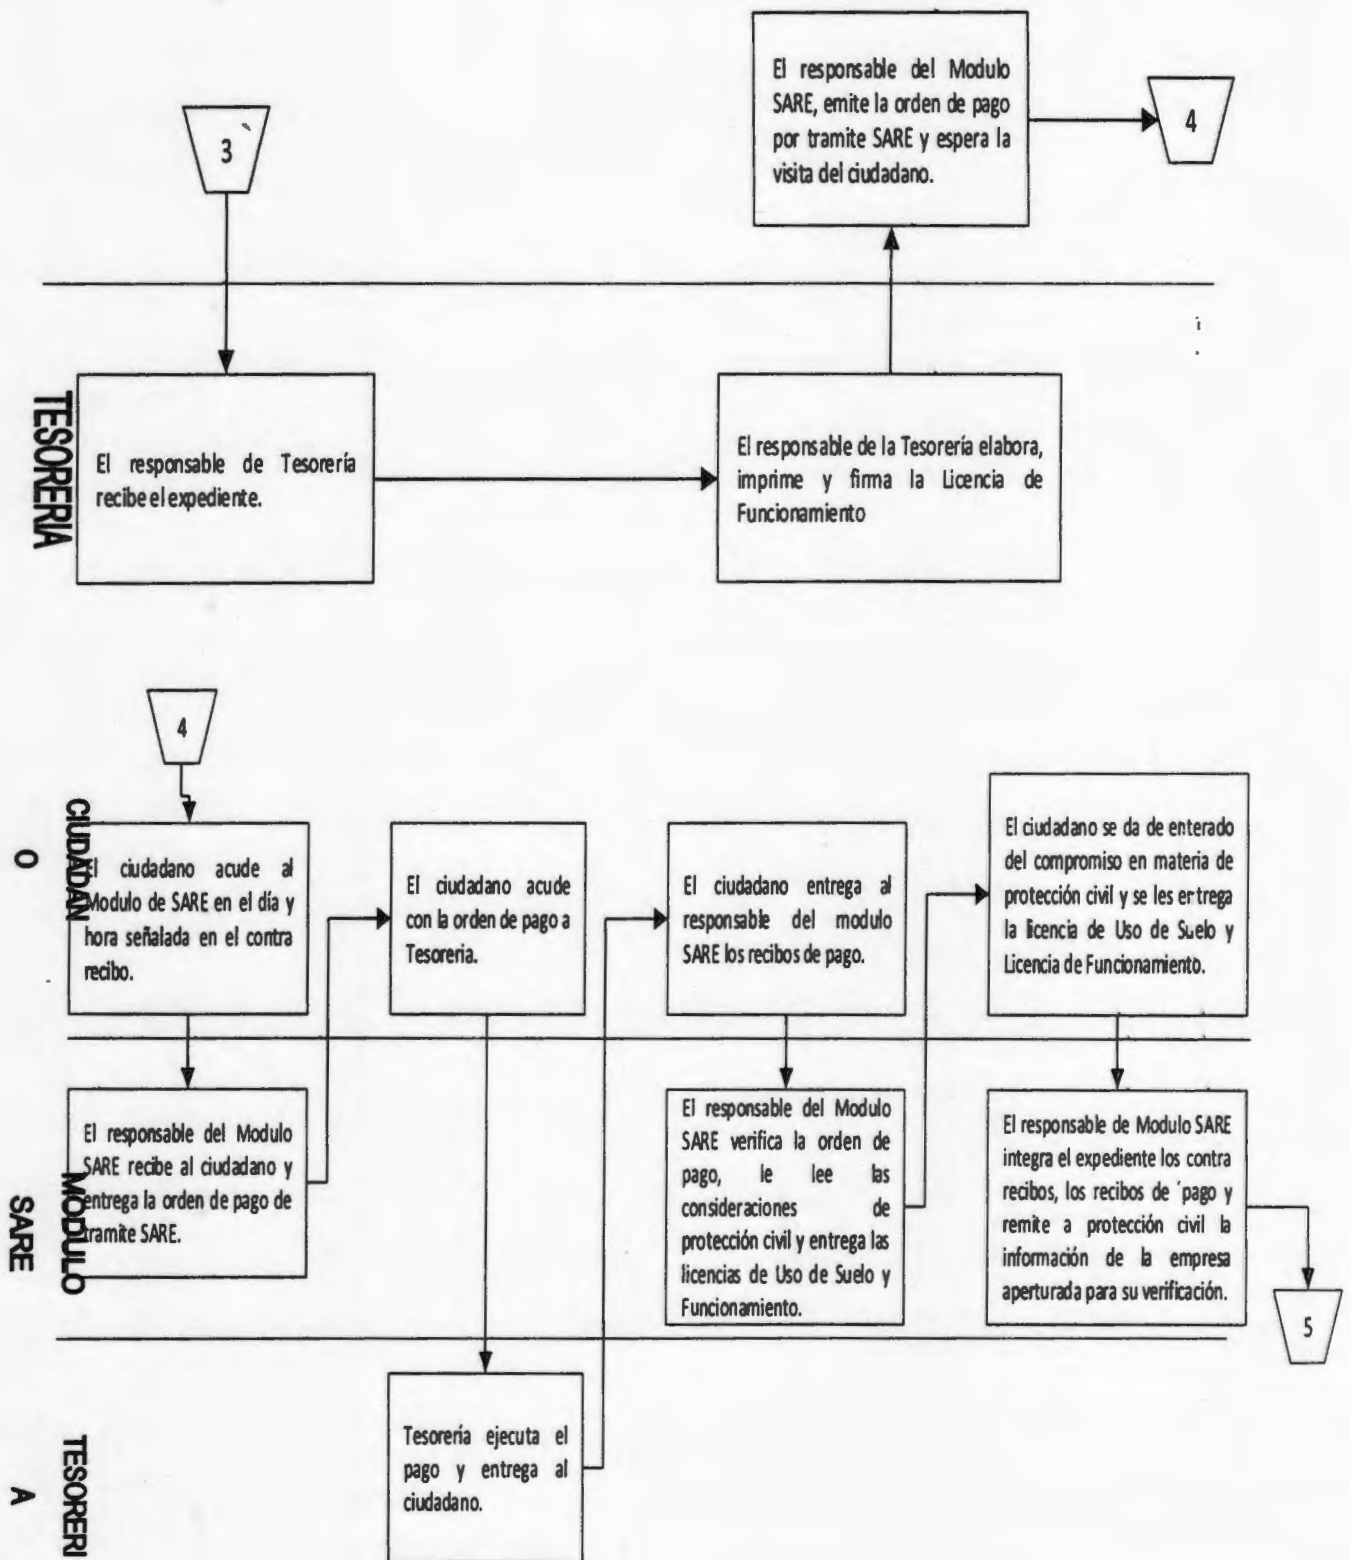 3
El responsable del Modulo
SARE, emite la orden de pago
por tramite SARE y espera la
visita del ciudadano.
4
TESORERIA
El responsable de Tesorería
recibe el expediente.
El responsable de la Tesorería elabora,
imprime y firma la Licencia de
Funcionamiento
4
CIUDADAN
O
El ciudadano acude al
Modulo de SARE en el día y
hora señalada en el contra
recibo.
El ciudadano acude
con la orden de pago a
Tesoreria.
El ciudadano entrega al
responsable del modulo
SARE los recibos de pago.
El ciudadano se da de enterado
del compromiso en materia de
protección civil y se les entrega
la licencia de Uso de Suelo y
Licencia de Funcionamiento.
MODULO
SARE
El responsable del Modulo
SARE recibe al ciudadano y
entrega la orden de pago de
tramite SARE.
El responsable del Modulo
SARE verifica la orden de
pago, le lee las
consideraciones de
protección civil y entrega las
licencias de Uso de Suelo y
Funcionamiento.
El responsable de Modulo SARE
integra el expediente los contra
recibos, los recibos de pago y
remite a protección civil la
información de la empresa
aperturada para su verificación.
5
TESORERI
A
Tesorería ejecuta el
pago y entrega al
ciudadano.